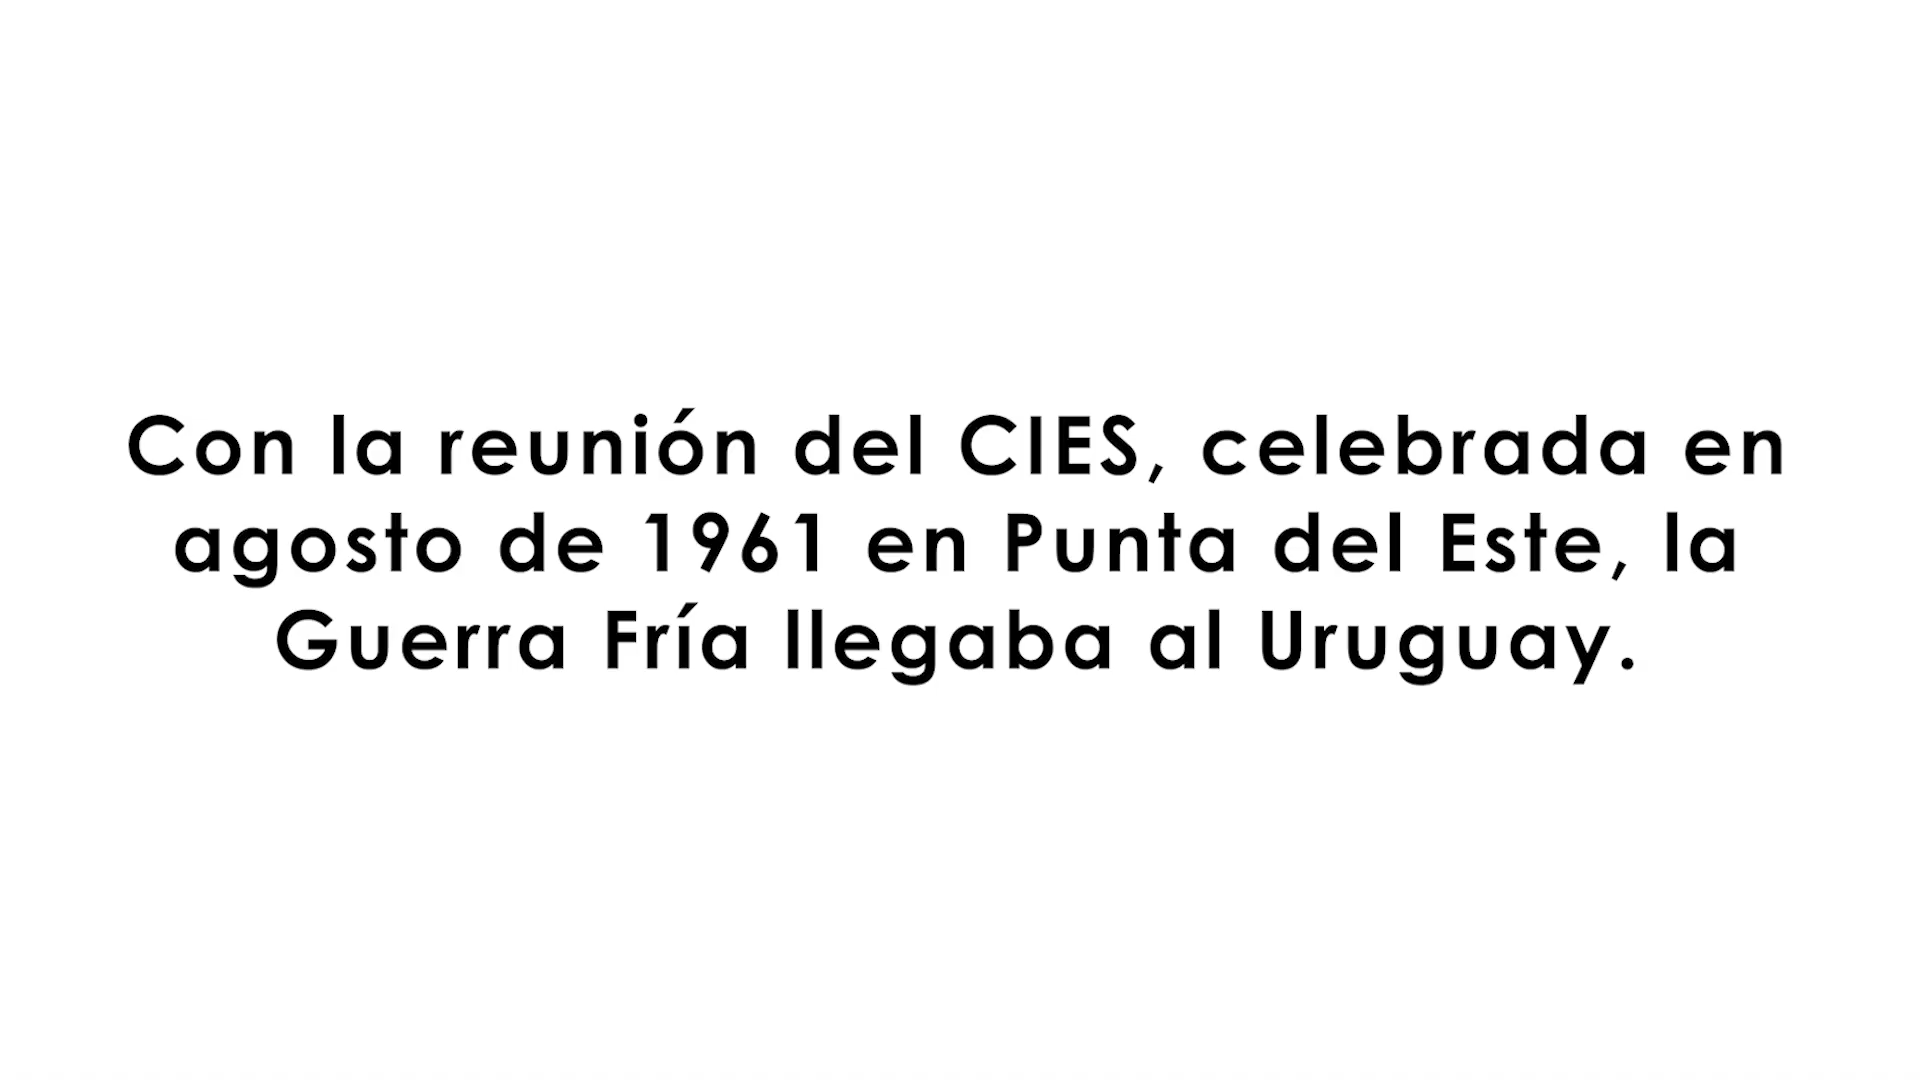 Con la reunión del CIES, celebrada en
agosto de 1961 en Punta del Este, la
Guerra Fría llegaba al Uruguay.